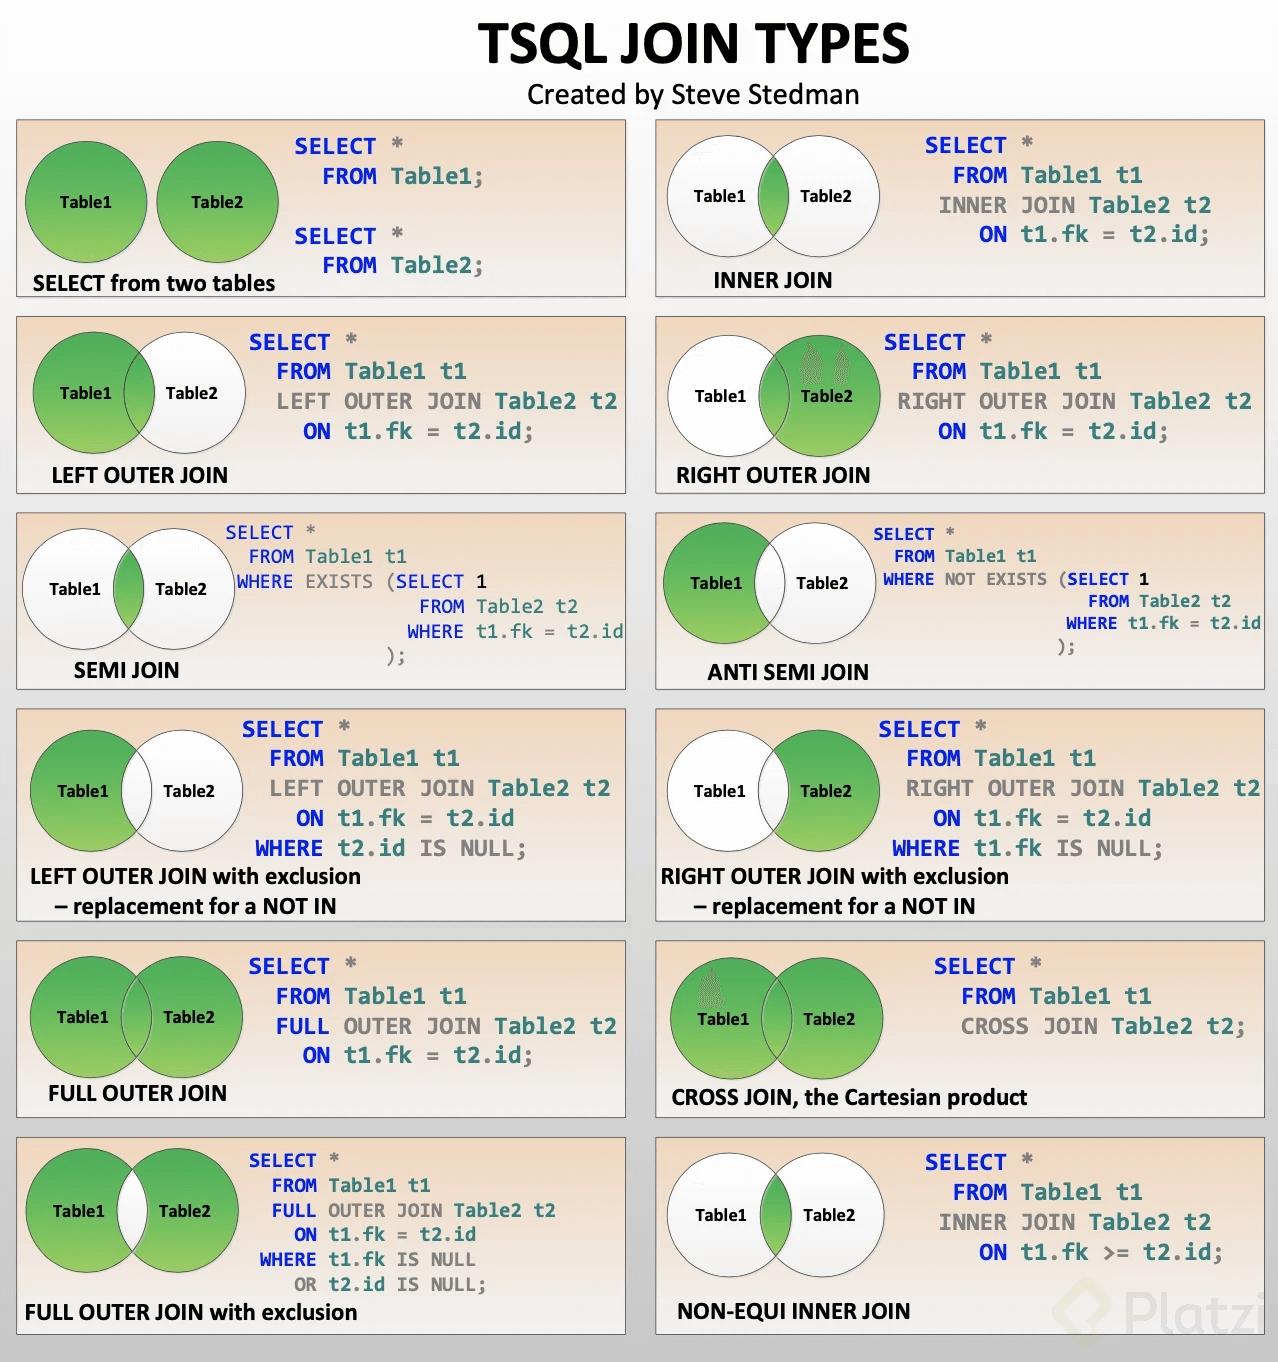 TSQL JOIN TYPES
Created by Steve Stedman
Table1
Table2
SELECT *
FROM Table1;
SELECT *
FROM Table2;
SELECT from two tables
Table1
Table2
SELECT *
FROM Table1 t1
INNER JOIN Table2 t2
ON t1.fk = t2.id;
INNER JOIN
Table1
Table2
SELECT *
FROM Table1 t1
LEFT OUTER JOIN Table2 t2
ON t1.fk = t2.id;
LEFT OUTER JOIN
Table1
Table2
SELECT *
FROM Table1 t1
RIGHT OUTER JOIN Table2 t2
ON t1.fk = t2.id;
RIGHT OUTER JOIN
Table1
Table2
SELECT *
FROM Table1 t1
WHERE EXISTS (SELECT 1
FROM Table2 t2
WHERE t1.fk = t2.id
);
SEMI JOIN
Table1
Table2
SELECT *
FROM Table1 t1
WHERE NOT EXISTS (SELECT 1
FROM Table2 t2
WHERE t1.fk = t2.id
);
ANTI SEMI JOIN
Table1
Table2
SELECT *
FROM Table1 t1
LEFT OUTER JOIN Table2 t2
ON t1.fk = t2.id
WHERE t2.id IS NULL;
LEFT OUTER JOIN with exclusion
– replacement for a NOT IN
Table1
Table2
SELECT *
FROM Table1 t1
RIGHT OUTER JOIN Table2 t2
ON t1.fk = t2.id
WHERE t1.fk IS NULL;
RIGHT OUTER JOIN with exclusion
– replacement for a NOT IN
Table1
Table2
SELECT *
FROM Table1 t1
FULL OUTER JOIN Table2 t2
ON t1.fk = t2.id;
FULL OUTER JOIN
Table1
Table2
SELECT *
FROM Table1 t1
CROSS JOIN Table2 t2;
CROSS JOIN, the Cartesian product
Table1
Table2
SELECT *
FROM Table1 t1
FULL OUTER JOIN Table2 t2
ON t1.fk = t2.id
WHERE t1.fk IS NULL
OR t2.id IS NULL;
FULL OUTER JOIN with exclusion
Table1
Table2
SELECT *
FROM Table1 t1
INNER JOIN Table2 t2
ON t1.fk >= t2.id;
NON-EQUI INNER JOIN
Platzi